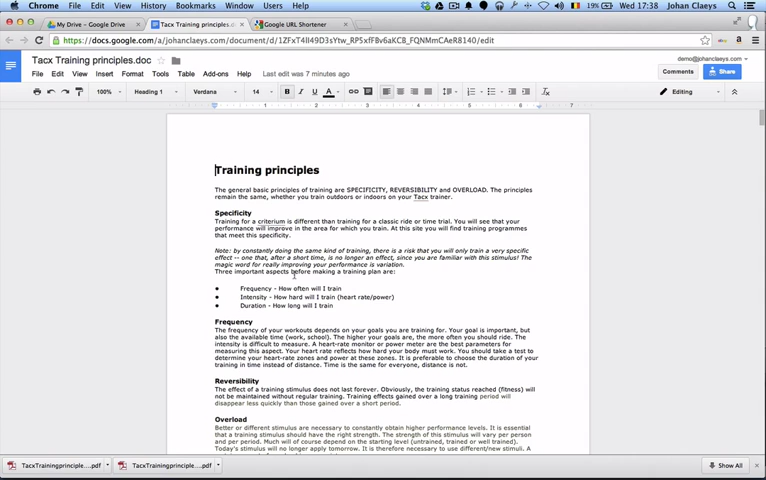 Chrome File Edit View History Bookmarks Window Users Help 19% Wed 17:38 Johan Claeys
My Drive - Google Drive Tacx Training principles.doc Google URL Shortener
https://docs.google.com/a/johanclaeys.com/document/d/1ZFxT4Il49D3sYtw_RP5xfFBv6aKC8_FQNMmCAeR8140/edit
Tacx Training principles.doc demo@johanclaeys.com
File Edit View Insert Format Tools Table Add-ons Help Last edit was 7 minutes ago Comments Share
100% Heading 1 Verdana 14 B I U A Editing
1 2 3 4 5 6 7
Training principles
The general basic principles of training are SPECIFICITY, REVERSIBILITY and OVERLOAD. The principles
remain the same, whether you train outdoors or indoors on your Tacx trainer.
Specificity
Training for a criterium is different than training for a classic ride or time trial. You will see that your
performance will improve in the area for which you train. At this site you will find training programmes
that meet this specificity.
Note: by constantly doing the same kind of training, there is a risk that you will only train a very specific
effect -- one that, after a short time, is no longer an effect, since you are familiar with this stimulus! The
magic word for really improving your performance is variation.
Three important aspects before making a training plan are:
● Frequency - How often will I train
● Intensity - How hard will I train (heart rate/power)
● Duration - How long will I train
Frequency
The frequency of your workouts depends on your goals you are training for. Your goal is important, but
also the available time (work, school). The higher your goals are, the more often you should ride. The
intensity is difficult to measure. A heart-rate monitor or power meter are the best parameters for
measuring this aspect. Your heart rate reflects how hard your body must work. You should take a test to
determine your heart-rate zones and power at these zones. It is preferable to choose the duration of your
training in time instead of distance. Time is the same for everyone, distance is not.
Reversibility
The effect of a training stimulus does not last forever. Obviously, the training status reached (fitness) will
not be maintained without regular training. Training effects gained over a long training period will
disappear less quickly than those gained over a short period.
Overload
Better or different stimulus are necessary to constantly obtain higher performance levels. It is essential
that a training stimulus should have the right strength. The strength of this stimulus will vary per person
and per period. Much will of course depend on the starting level (untrained, trained or well trained).
Today's stimulus will no longer apply tomorrow. It is therefore necessary to use different/new stimuli. A
TacxTrainingprinciple....pdf TacxTrainingprinciple....pdf Show All